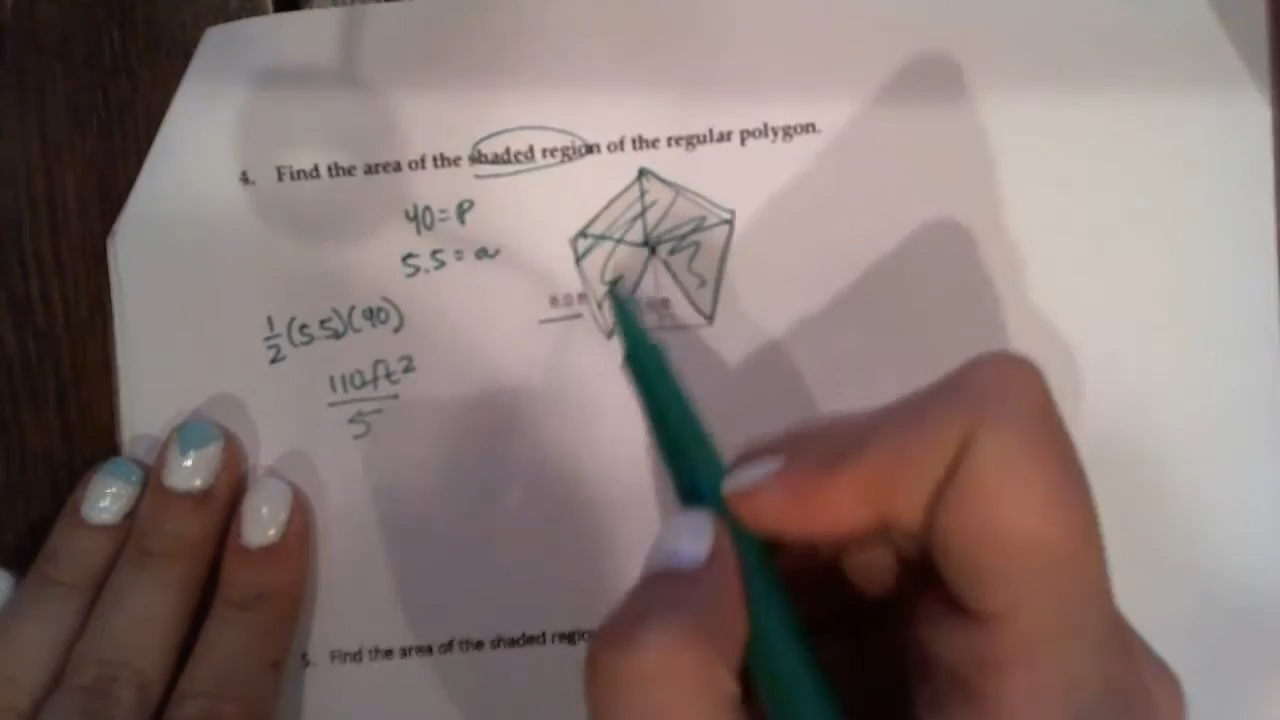 4. Find the area of the shaded region of the regular polygon.
40=P
5.5=a
1/2(5.5)(40)
110ft²
5
5. Find the area of the shaded